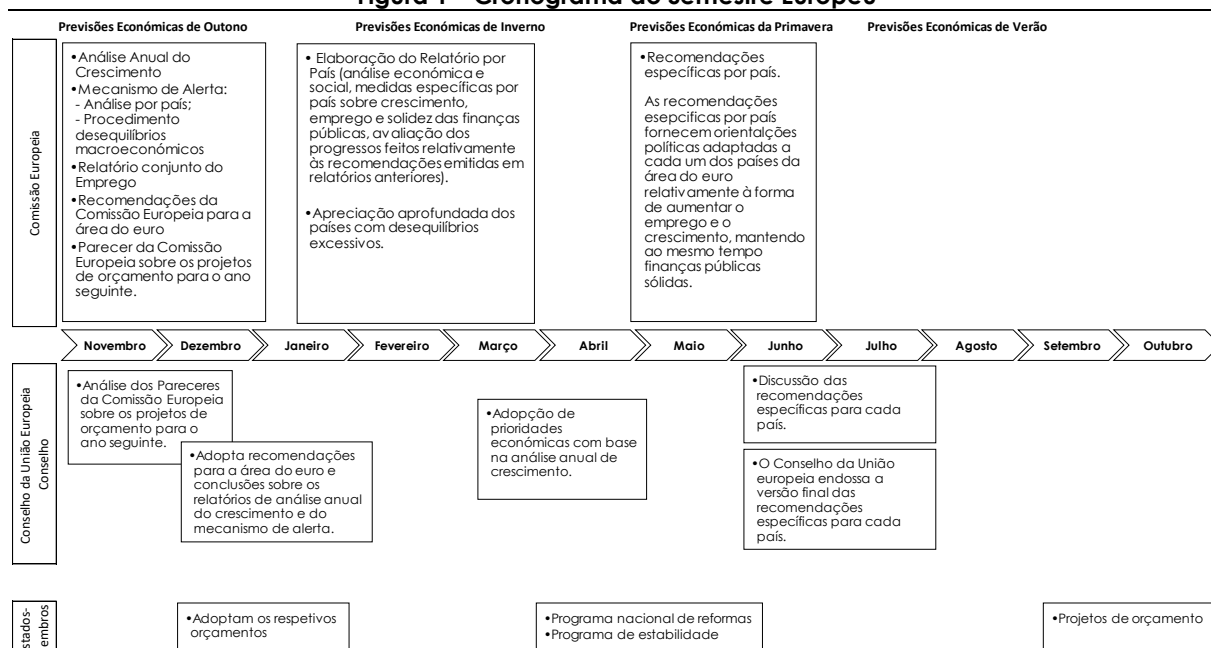 Figura 1 – Cronograma do Semestre Europeu
Previsões Económicas de Outono
Previsões Económicas de Inverno
Previsões Económicas da Primavera
Previsões Económicas de Verão
Comissão Europeia
•Análise Anual do
Crescimento
•Mecanismo de Alerta:
- Análise por país;
- Procedimento
desequilíbrios
macroeconómicos
•Relatório conjunto do
Emprego
•Recomendações da
Comissão Europeia para a
área do euro
•Parecer da Comissão
Europeia sobre os projetos
de orçamento para o ano
seguinte.
• Elaboração do Relatório por
País (análise económica e
social, medidas específicas por
país sobre crescimento,
emprego e solidez das finanças
públicas, avaliação dos
progressos feitos relativamente
às recomendações emitidas em
relatórios anteriores).
•Apreciação aprofundada dos
países com desequilíbrios
excessivos.
•Recomendações
específicas por país.
As recomendações
esepcificas por país
fornecem orientalções
políticas adaptadas a
cada um dos países da
área do euro
relativamente à forma
de aumentar o
emprego e o
crescimento, mantendo
ao mesmo tempo
finanças públicas
sólidas.
Novembro
Dezembro
Janeiro
Fevereiro
Março
Abril
Maio
Junho
Julho
Agosto
Setembro
Outubro
Conselho da União Europeia
Conselho
•Análise dos Pareceres
da Comissão Europeia
sobre os projetos de
orçamento para o
ano seguinte.
•Adopta recomendações
para a área do euro e
conclusões sobre os
relatórios de análise anual
do crescimento e do
mecanismo de alerta.
•Adopção de
prioridades
económicas com base
na análise anual de
crescimento.
•Discussão das
recomendações
específicas para cada
país.
•O Conselho da União
europeia endossa a
versão final das
recomendações
específicas para cada
país.
stados-
embros
•Adoptam os respetivos
orçamentos
•Programa nacional de reformas
•Programa de estabilidade
•Projetos de orçamento